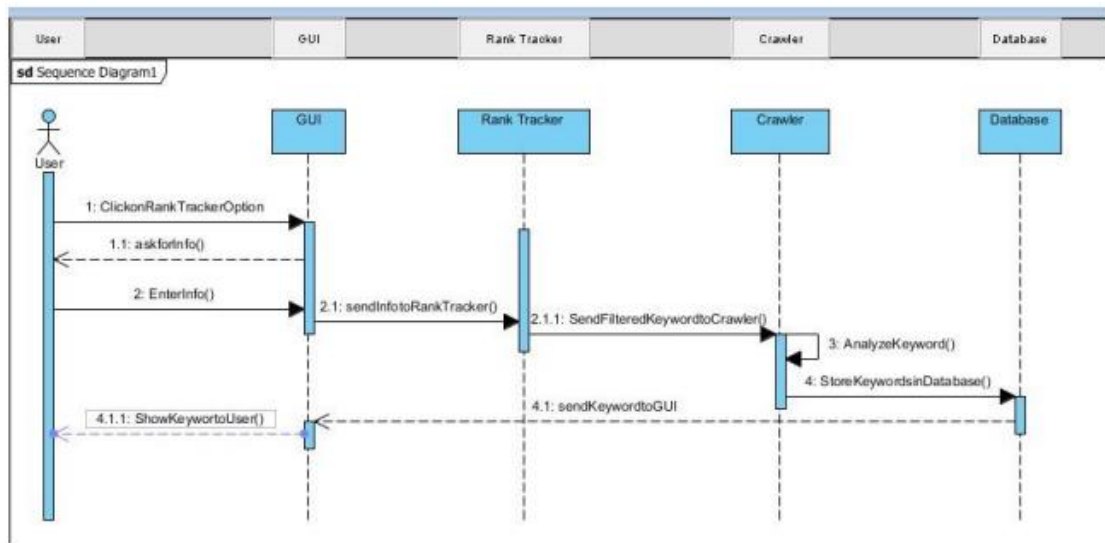 User GUI Rank Tracker Crawler Database
sd Sequence Diagram1
GUI Rank Tracker Crawler Database
User
1: ClickonRankTrackerOption
1.1: askforInfo()
2: EnterInfo()
2.1: sendInfotoRankTracker()
2.1.1: SendFilteredKeywordtoCrawler()
3: AnalyzeKeyword()
4: StoreKeywordsinDatabase()
4.1: sendKeywordtoGUI
4.1.1: ShowKeywortoUser()